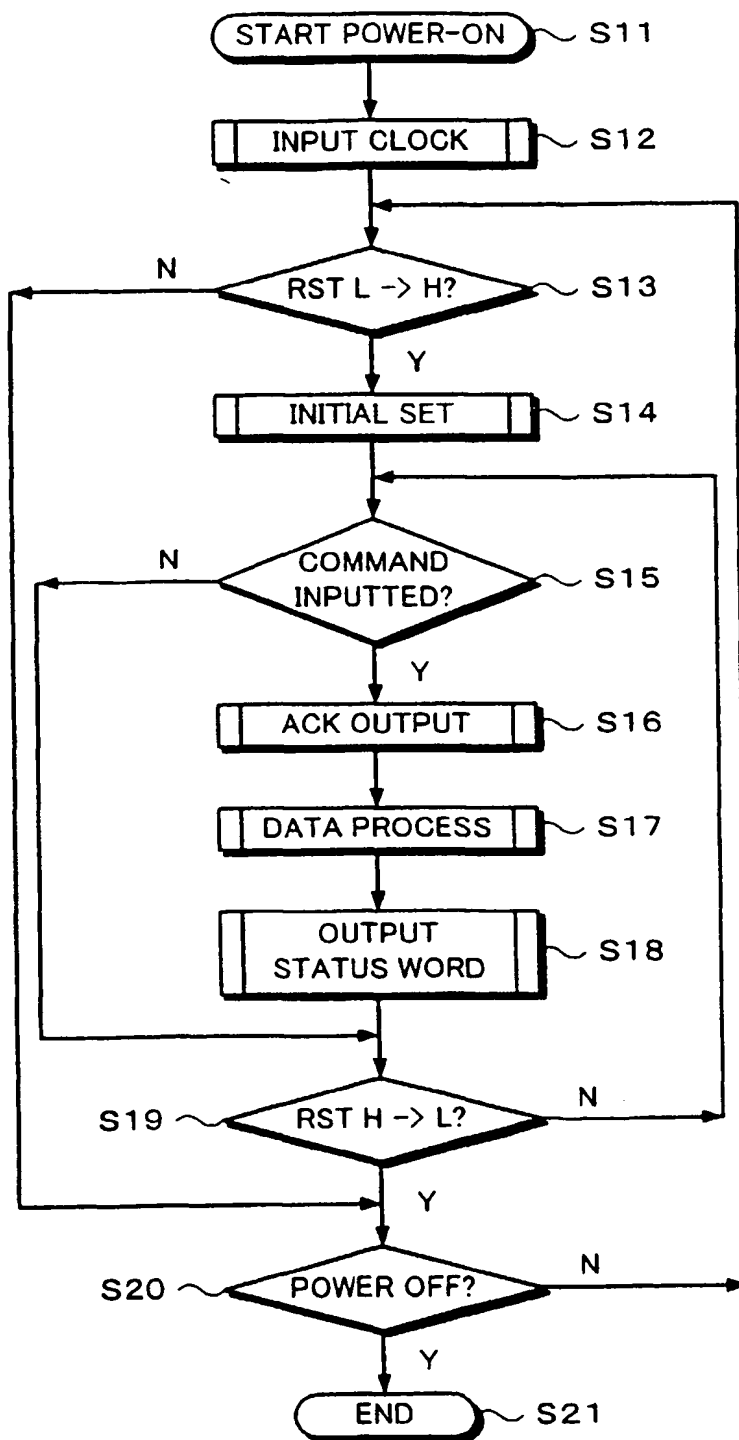 START POWER-ON S11
INPUT CLOCK S12
N
RST L -> H? S13
Y
INITIAL SET S14
N
COMMAND
INPUTTED? S15
Y
ACK OUTPUT S16
DATA PROCESS S17
OUTPUT
STATUS WORD S18
S19 RST H -> L? N
Y
S20 POWER OFF? N
Y
END S21